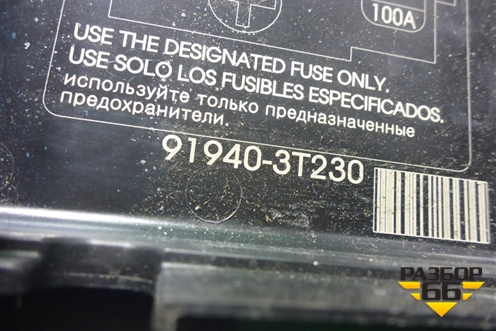 100A
USE THE DESIGNATED FUSE ONLY.
USE SOLO LOS FUSIBLES ESPECIFICADOS.
используйте только предназначенные
предохранители.
91940-3T230
РАЗБОР
66